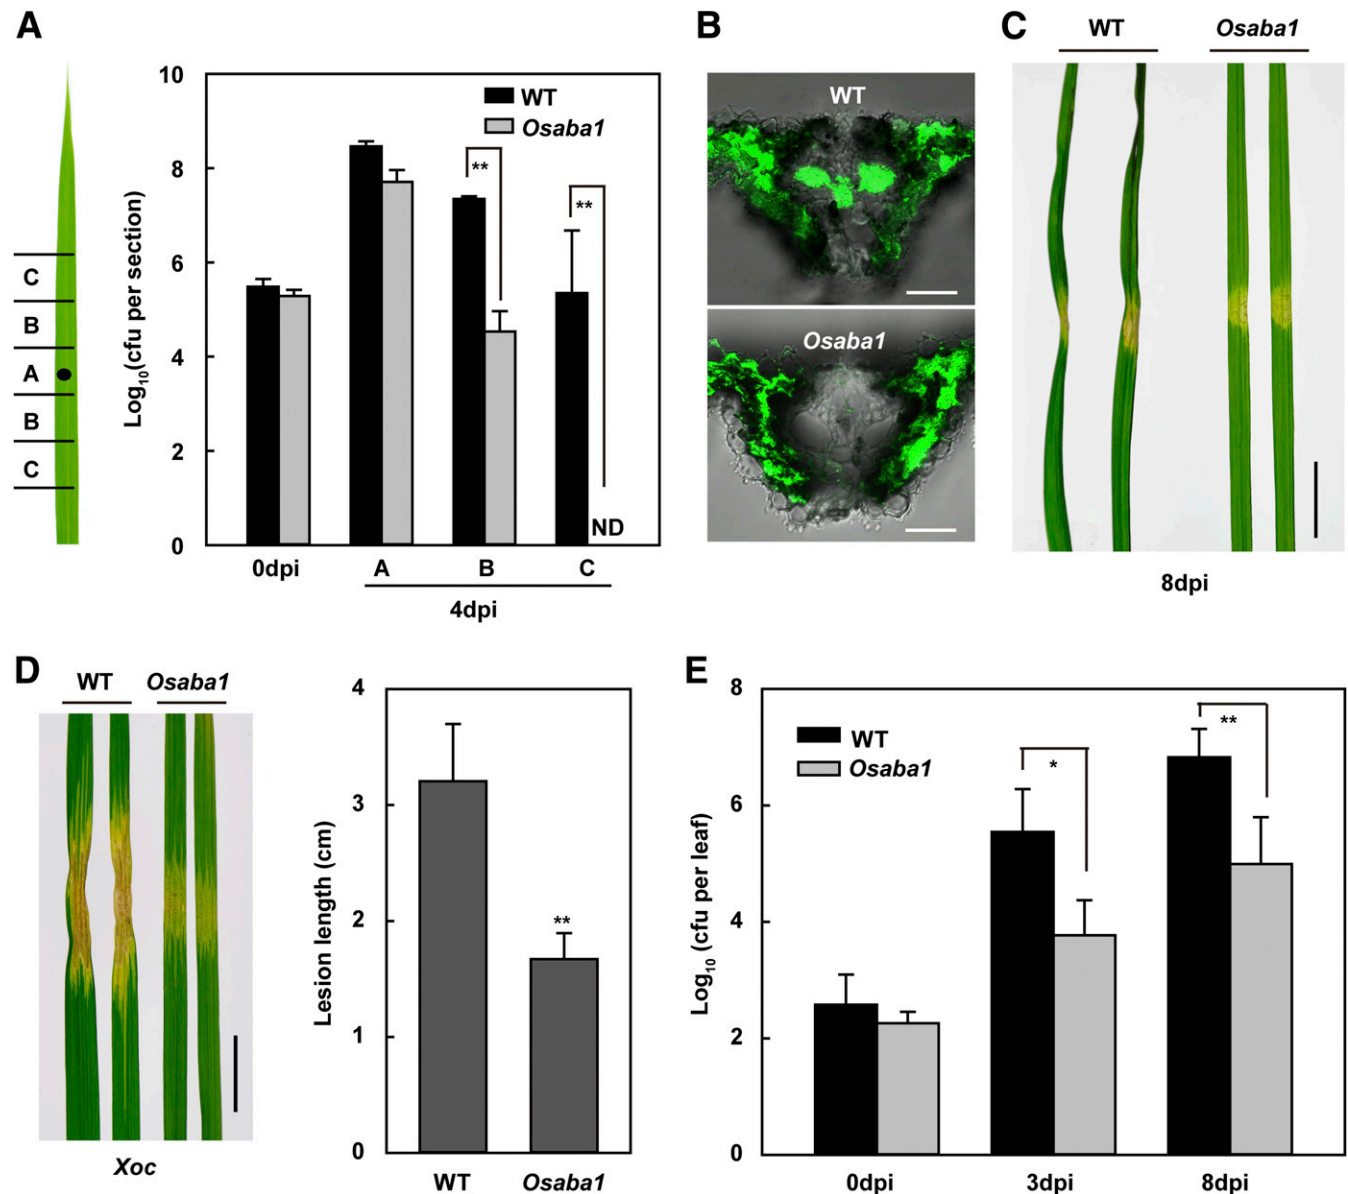 A
C
B
A
B
C
Log10(cfu per section)
10
8
6
4
2
0
WT
Osaba1
**
**
ND
0dpi
A
B
C
4dpi
B
WT
Osaba1
C
WT
Osaba1
8dpi
D
WT
Osaba1
Xoc
Lesion length (cm)
4
3
2
1
0
**
WT
Osaba1
E
Log10 (cfu per leaf)
8
6
4
2
0
WT
Osaba1
*
**
0dpi
3dpi
8dpi